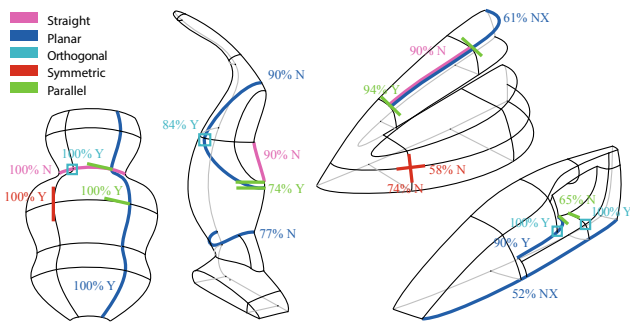 Straight
Planar
Orthogonal
Symmetric
Parallel
100% Y
100% N
100% Y
100% Y
100% Y
90% N
84% Y
90% N
74% Y
77% N
61% NX
90% N
94% Y
58% N
74% N
65% N
100% Y
100% Y
90% Y
52% NX